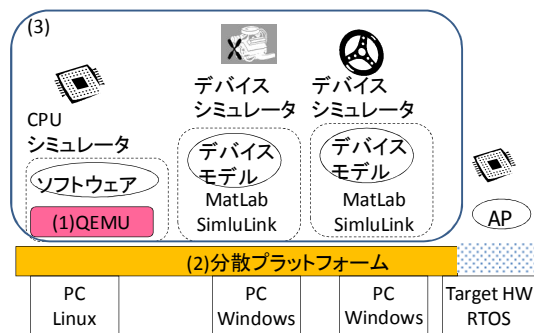 (3)
CPU
シミュレータ
ソフトウェア
(1)QEMU
デバイス
シミュレータ
デバイス
モデル
MatLab
SimluLink
デバイス
シミュレータ
デバイス
モデル
MatLab
SimluLink
AP
(2)分散プラットフォーム
PC
Linux
PC
Windows
PC
Windows
Target HW
RTOS